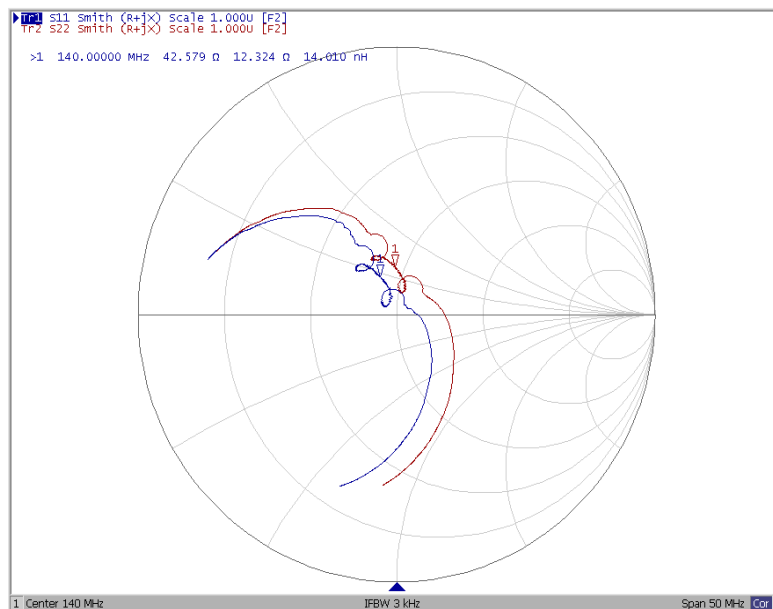 Tr1 S11 Smith (R+jX) Scale 1.000U [F2]
Tr2 S22 Smith (R+jX) Scale 1.000U [F2]
>1 140.00000 MHz 42.579 Ω 12.324 Ω 14.010 nH
1
1
1 Center 140 MHz IFBW 3 kHz Span 50 MHz Cor